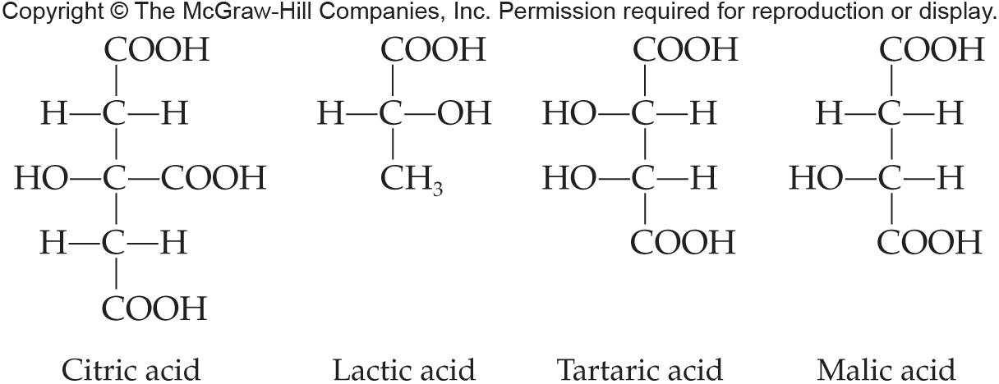 Copyright © The McGraw-Hill Companies, Inc. Permission required for reproduction or display.
COOH COOH COOH COOH
H—C—H H—C—OH HO—C—H H—C—H
HO—C—COOH CH₃ HO—C—H HO—C—H
H—C—H COOH COOH
COOH
Citric acid Lactic acid Tartaric acid Malic acid